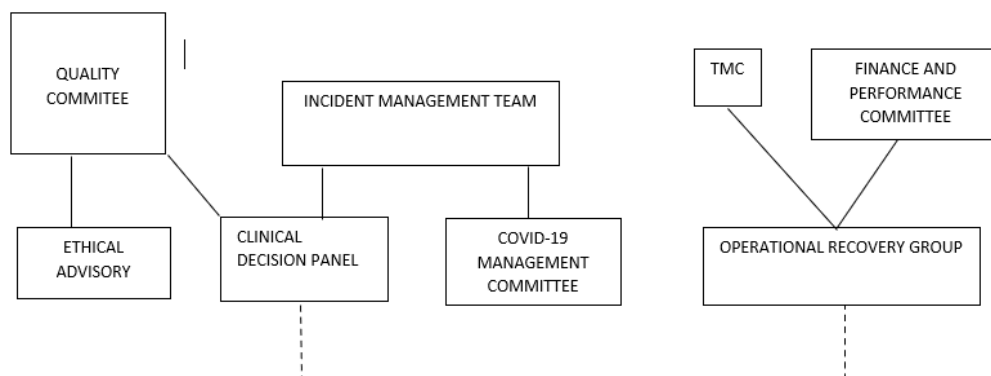 QUALITY
COMMITEE
INCIDENT MANAGEMENT TEAM
TMC
FINANCE AND
PERFORMANCE
COMMITTEE
ETHICAL
ADVISORY
CLINICAL
DECISION PANEL
COVID-19
MANAGEMENT
COMMITTEE
OPERATIONAL RECOVERY GROUP